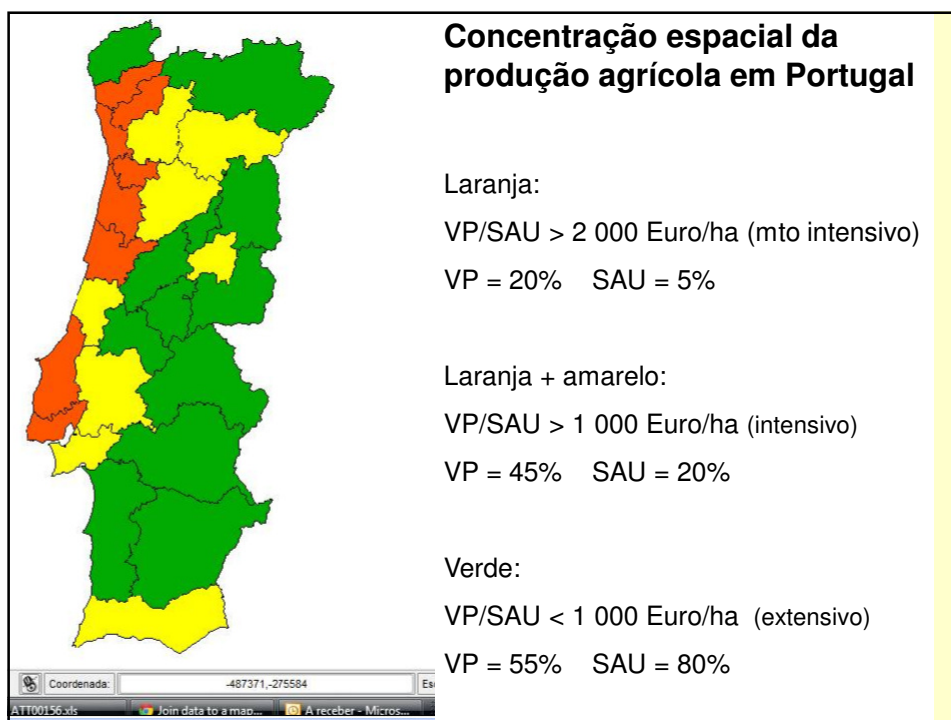 Concentração espacial da
produção agrícola em Portugal
Laranja:
VP/SAU > 2 000 Euro/ha (mto intensivo)
VP = 20% SAU = 5%
Laranja + amarelo:
VP/SAU > 1 000 Euro/ha (intensivo)
VP = 45% SAU = 20%
Verde:
VP/SAU < 1 000 Euro/ha (extensivo)
VP = 55% SAU = 80%
Coordenada: -487371,-275584 Es
ATT00156.xls Join data to a map... A receber - Micros...